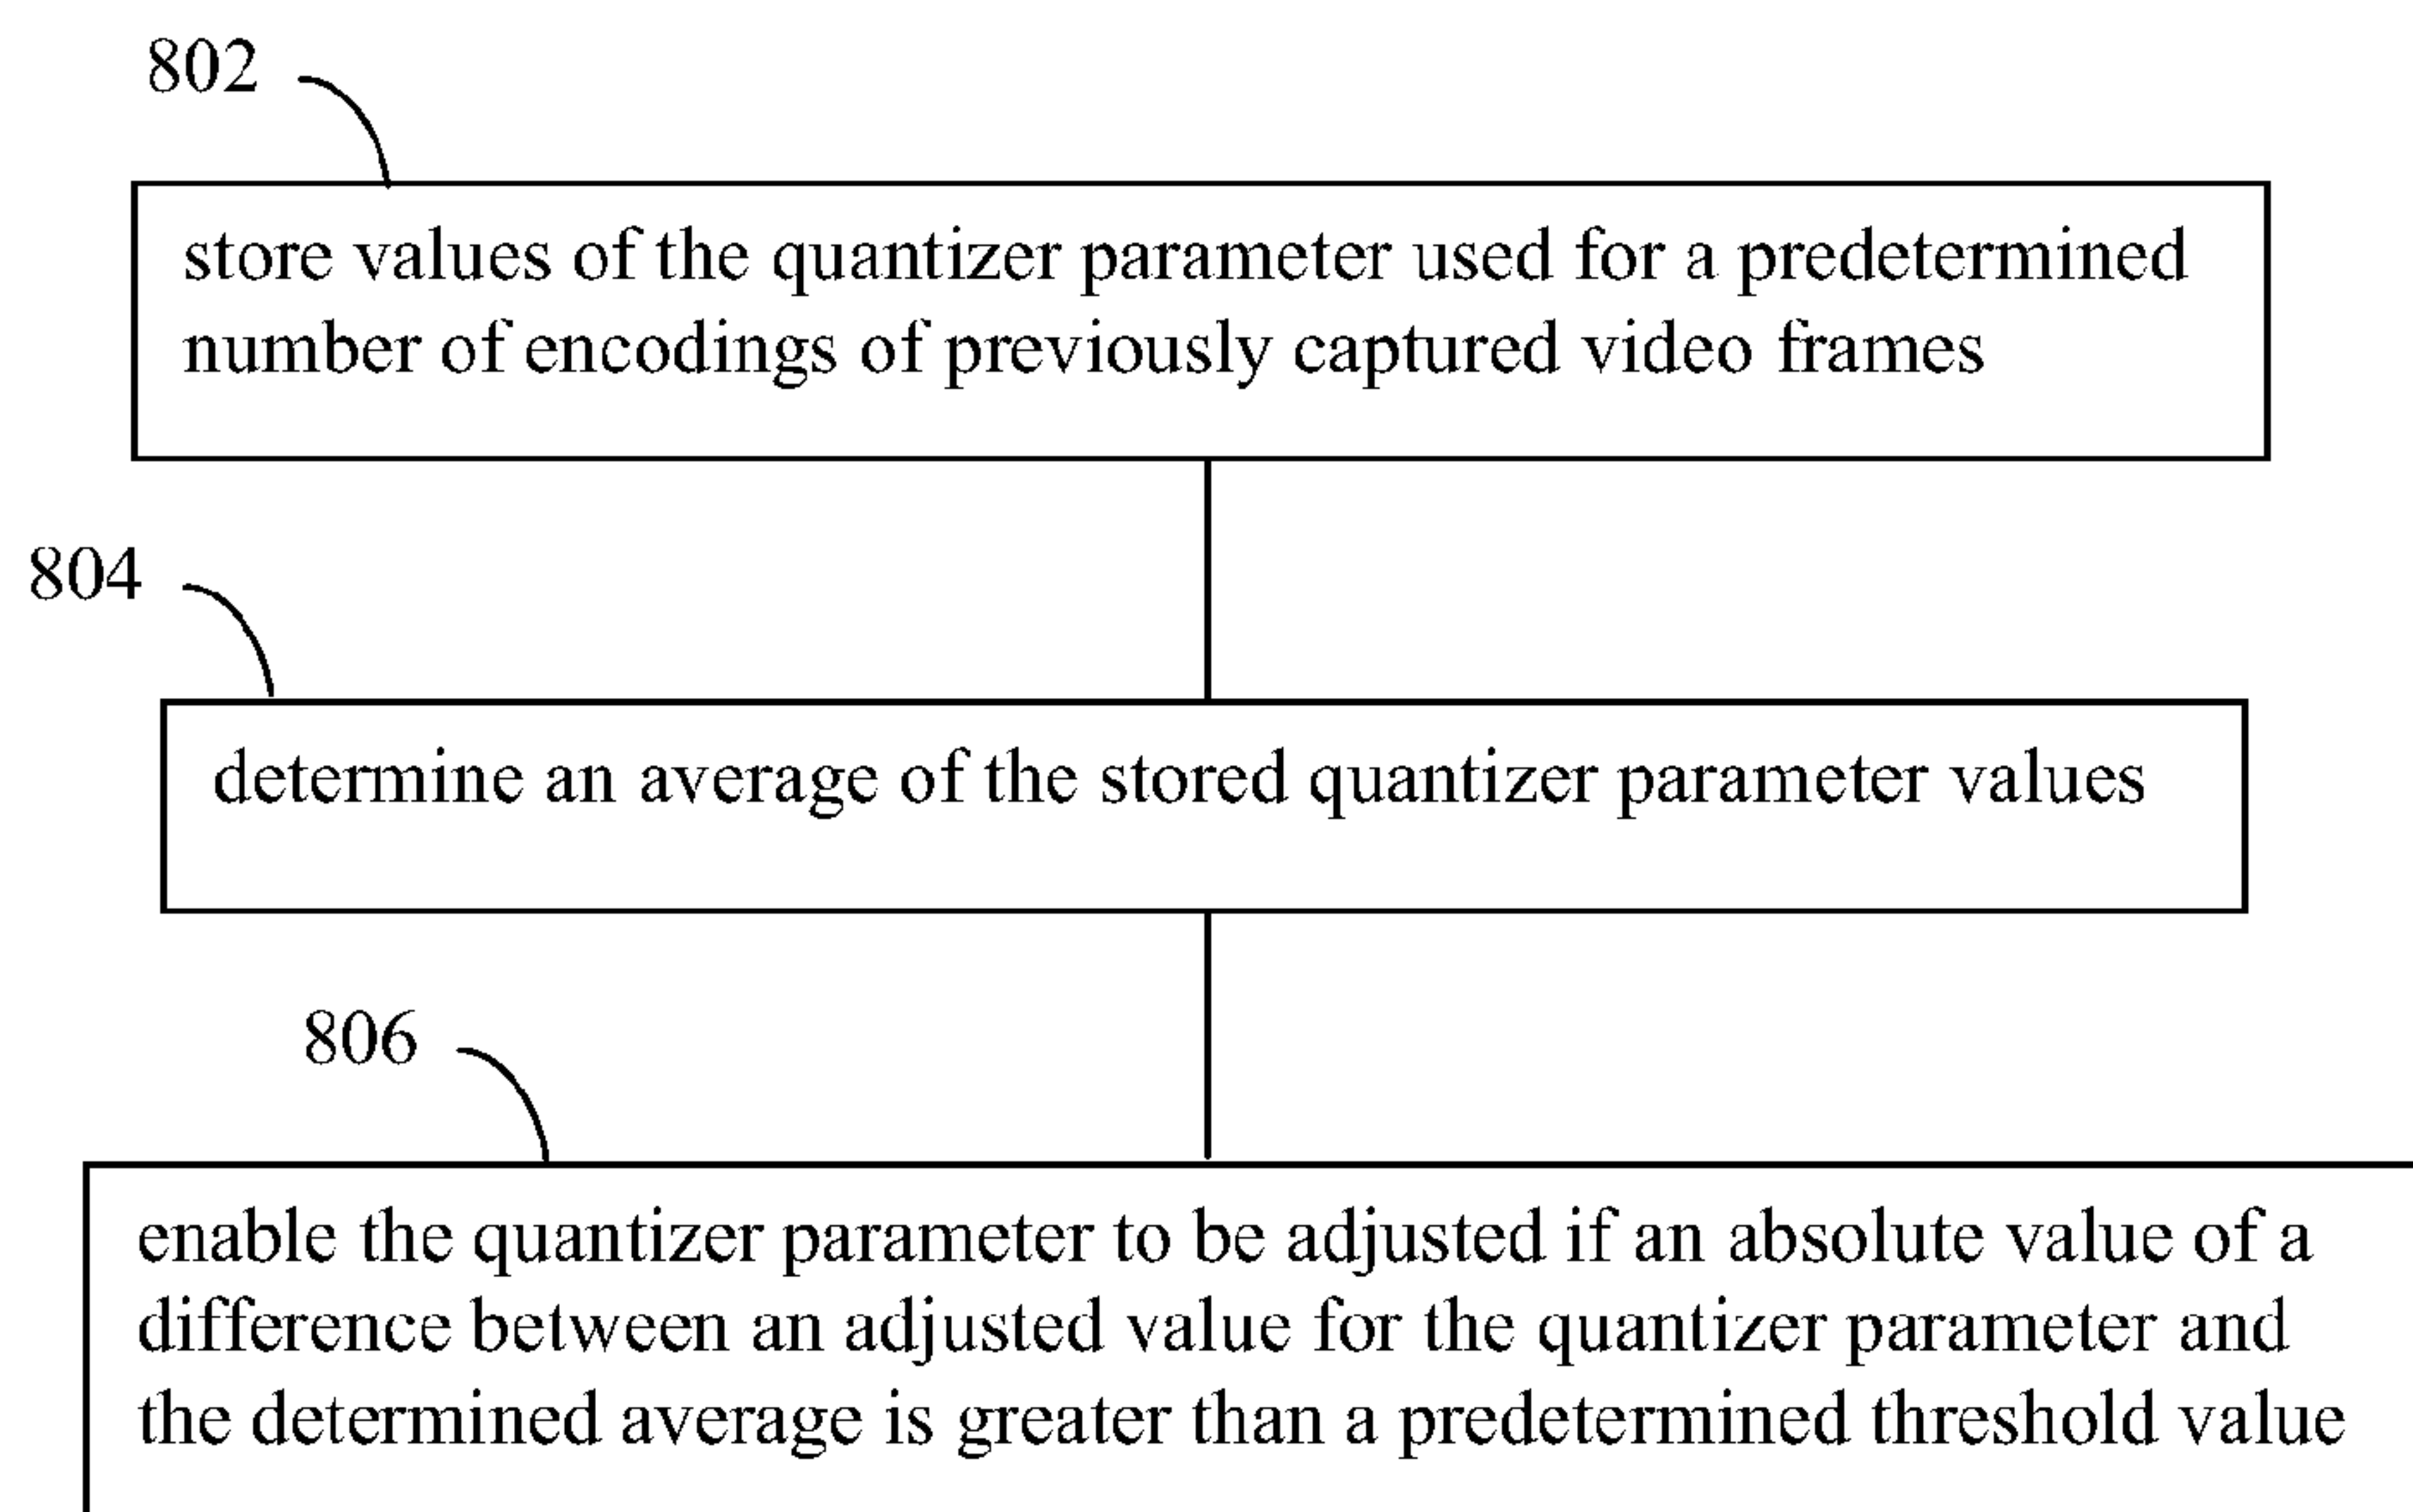 802
store values of the quantizer parameter used for a predetermined
number of encodings of previously captured video frames
804
determine an average of the stored quantizer parameter values
806
enable the quantizer parameter to be adjusted if an absolute value of a
difference between an adjusted value for the quantizer parameter and
the determined average is greater than a predetermined threshold value